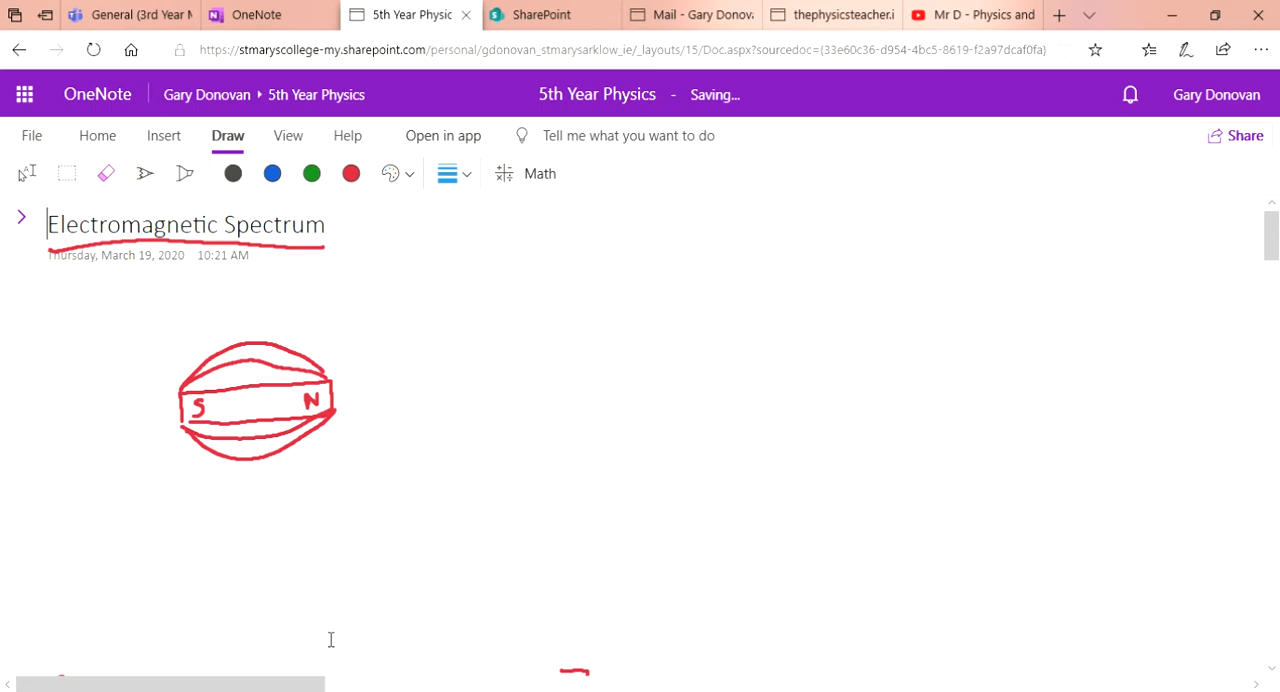 General (3rd Year M
OneNote
5th Year Physic
SharePoint
Mail - Gary Donova
thephysicsteacher.i
Mr D - Physics and
https://stmaryscollege-my.sharepoint.com/personal/gdonovan_stmarysarklow_ie/_layouts/15/Doc.aspx?sourcedoc={33e60c36-d954-4bc5-8619-f2a97dcaf0fa}
OneNote
Gary Donovan ▸ 5th Year Physics
5th Year Physics - Saving...
Gary Donovan
File Home Insert Draw View Help Open in app Tell me what you want to do Share
Math
Electromagnetic Spectrum
Thursday, March 19, 2020 10:21 AM
S N